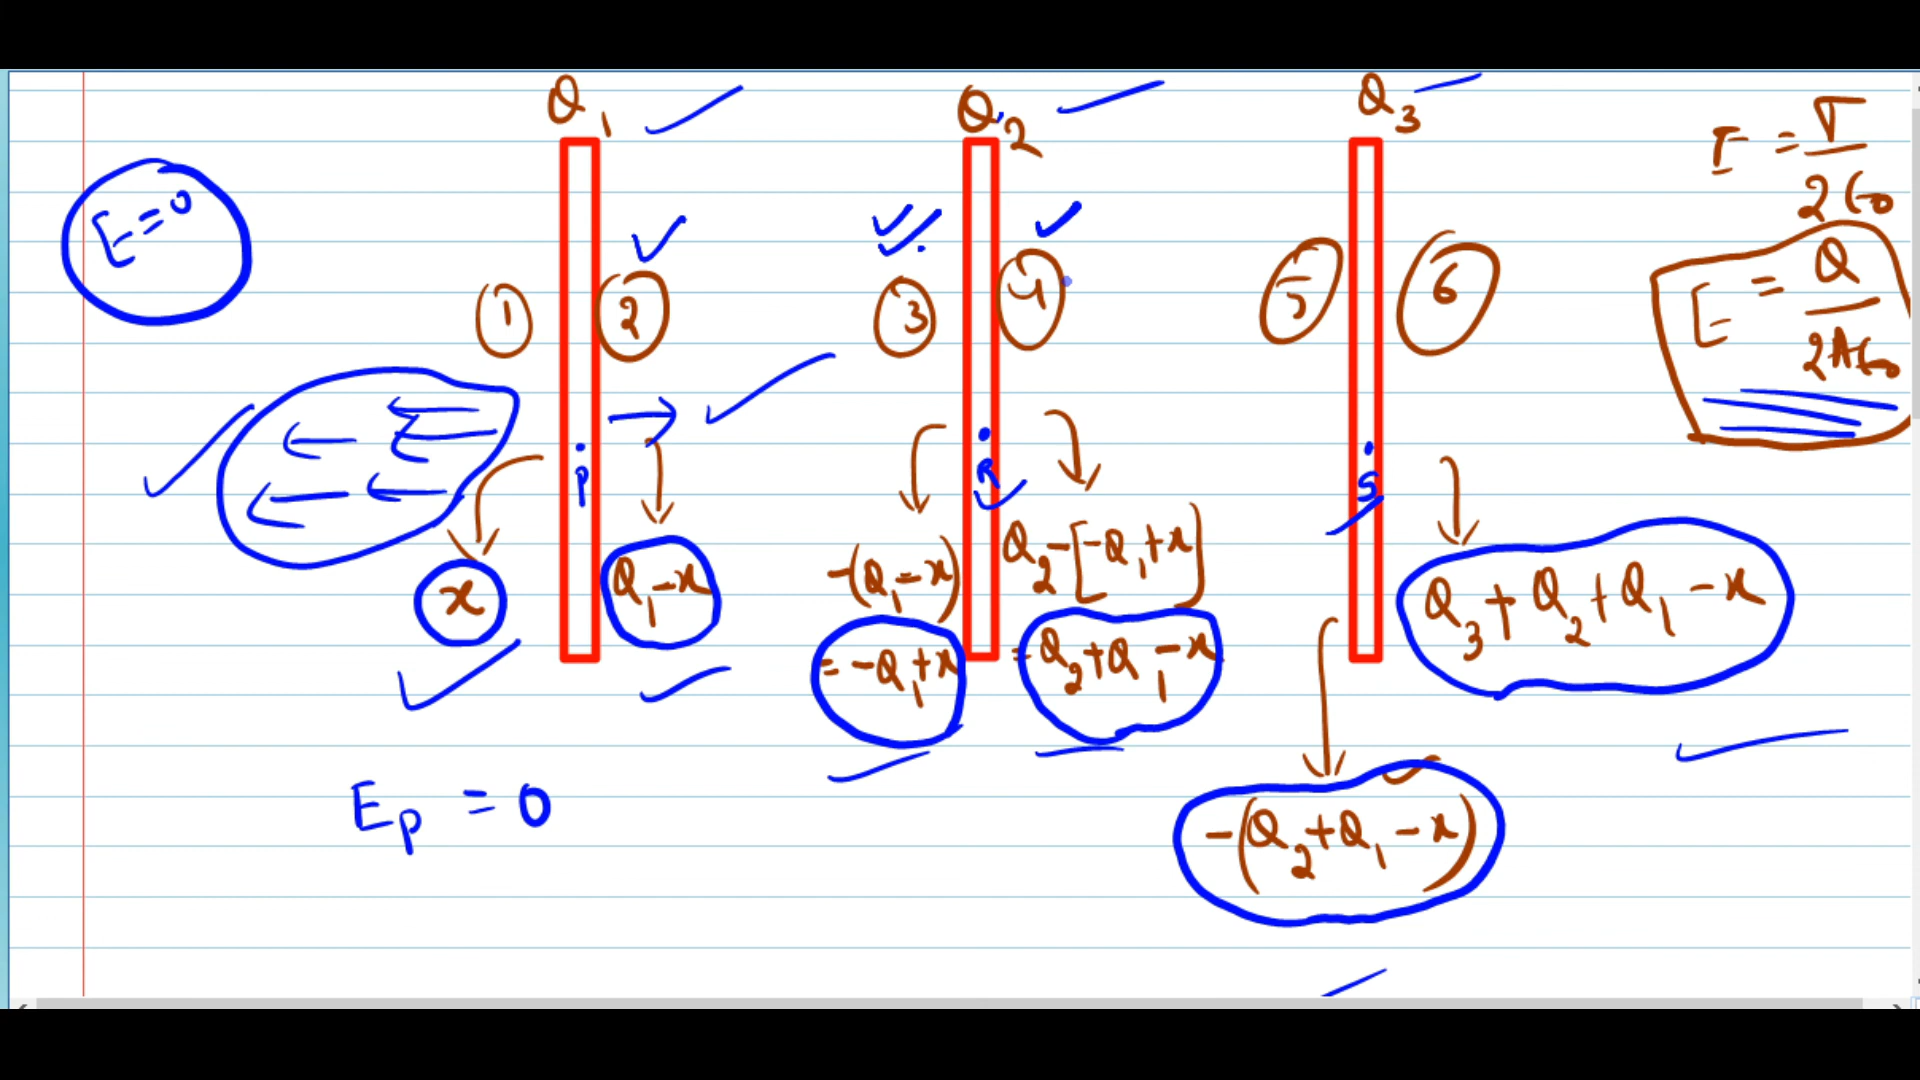 Q₁ Q₂ Q₃
E = σ / 2ε₀
E = 0
E = Q / 2Aε₀
① ② ③ ④ ⑤ ⑥
p R S
x
Q₁ - x
-(Q₁ - x)
= -Q₁ + x
Q₂ - [-Q₁ + x]
= Q₂ + Q₁ - x
Q₃ + Q₂ + Q₁ - x
-(Q₂ + Q₁ - x)
Eₚ = 0